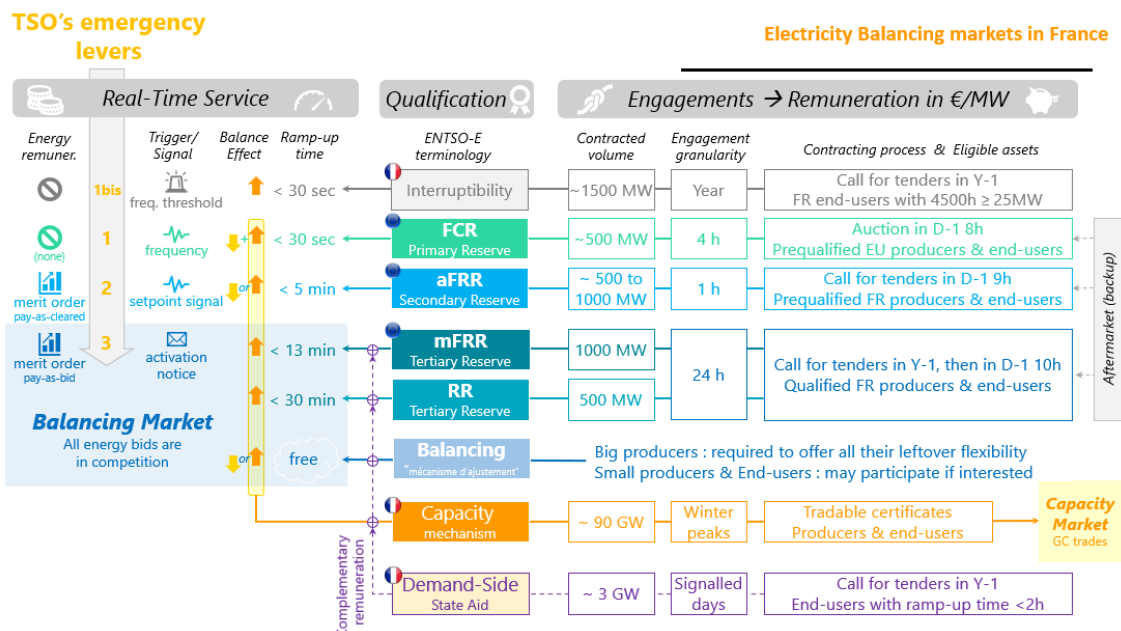 TSO's emergency
levers
Electricity Balancing markets in France
Real-Time Service
Qualification
Engagements → Remuneration in €/MW
Energy
remuner.
Trigger/
Signal
Balance
Effect
Ramp-up
time
ENTSO-E
terminology
Contracted
volume
Engagement
granularity
Contracting process & Eligible assets
1bis
freq. threshold
< 30 sec
Interruptibility
~1500 MW
Year
Call for tenders in Y-1
FR end-users with 4500h ≥ 25MW
(none)
1
frequency
+
< 30 sec
FCR
Primary Reserve
~500 MW
4 h
Auction in D-1 8h
Prequalified EU producers & end-users
merit order
pay-as-cleared
2
setpoint signal
or
< 5 min
aFRR
Secondary Reserve
~ 500 to
1000 MW
1 h
Call for tenders in D-1 9h
Prequalified FR producers & end-users
merit order
pay-as-bid
3
activation
notice
< 13 min
mFRR
Tertiary Reserve
1000 MW
24 h
Call for tenders in Y-1, then in D-1 10h
Qualified FR producers & end-users
< 30 min
RR
Tertiary Reserve
500 MW
Aftermarket (backup)
Balancing Market
All energy bids are
in competition
or
free
Balancing
"mécanisme d'ajustement"
Big producers : required to offer all their leftover flexibility
Small producers & End-users : may participate if interested
Capacity
mechanism
~ 90 GW
Winter
peaks
Tradable certificates
Producers & end-users
Capacity
Market
GC trades
Complementary
remuneration
Demand-Side
State Aid
~ 3 GW
Signalled
days
Call for tenders in Y-1
End-users with ramp-up time <2h